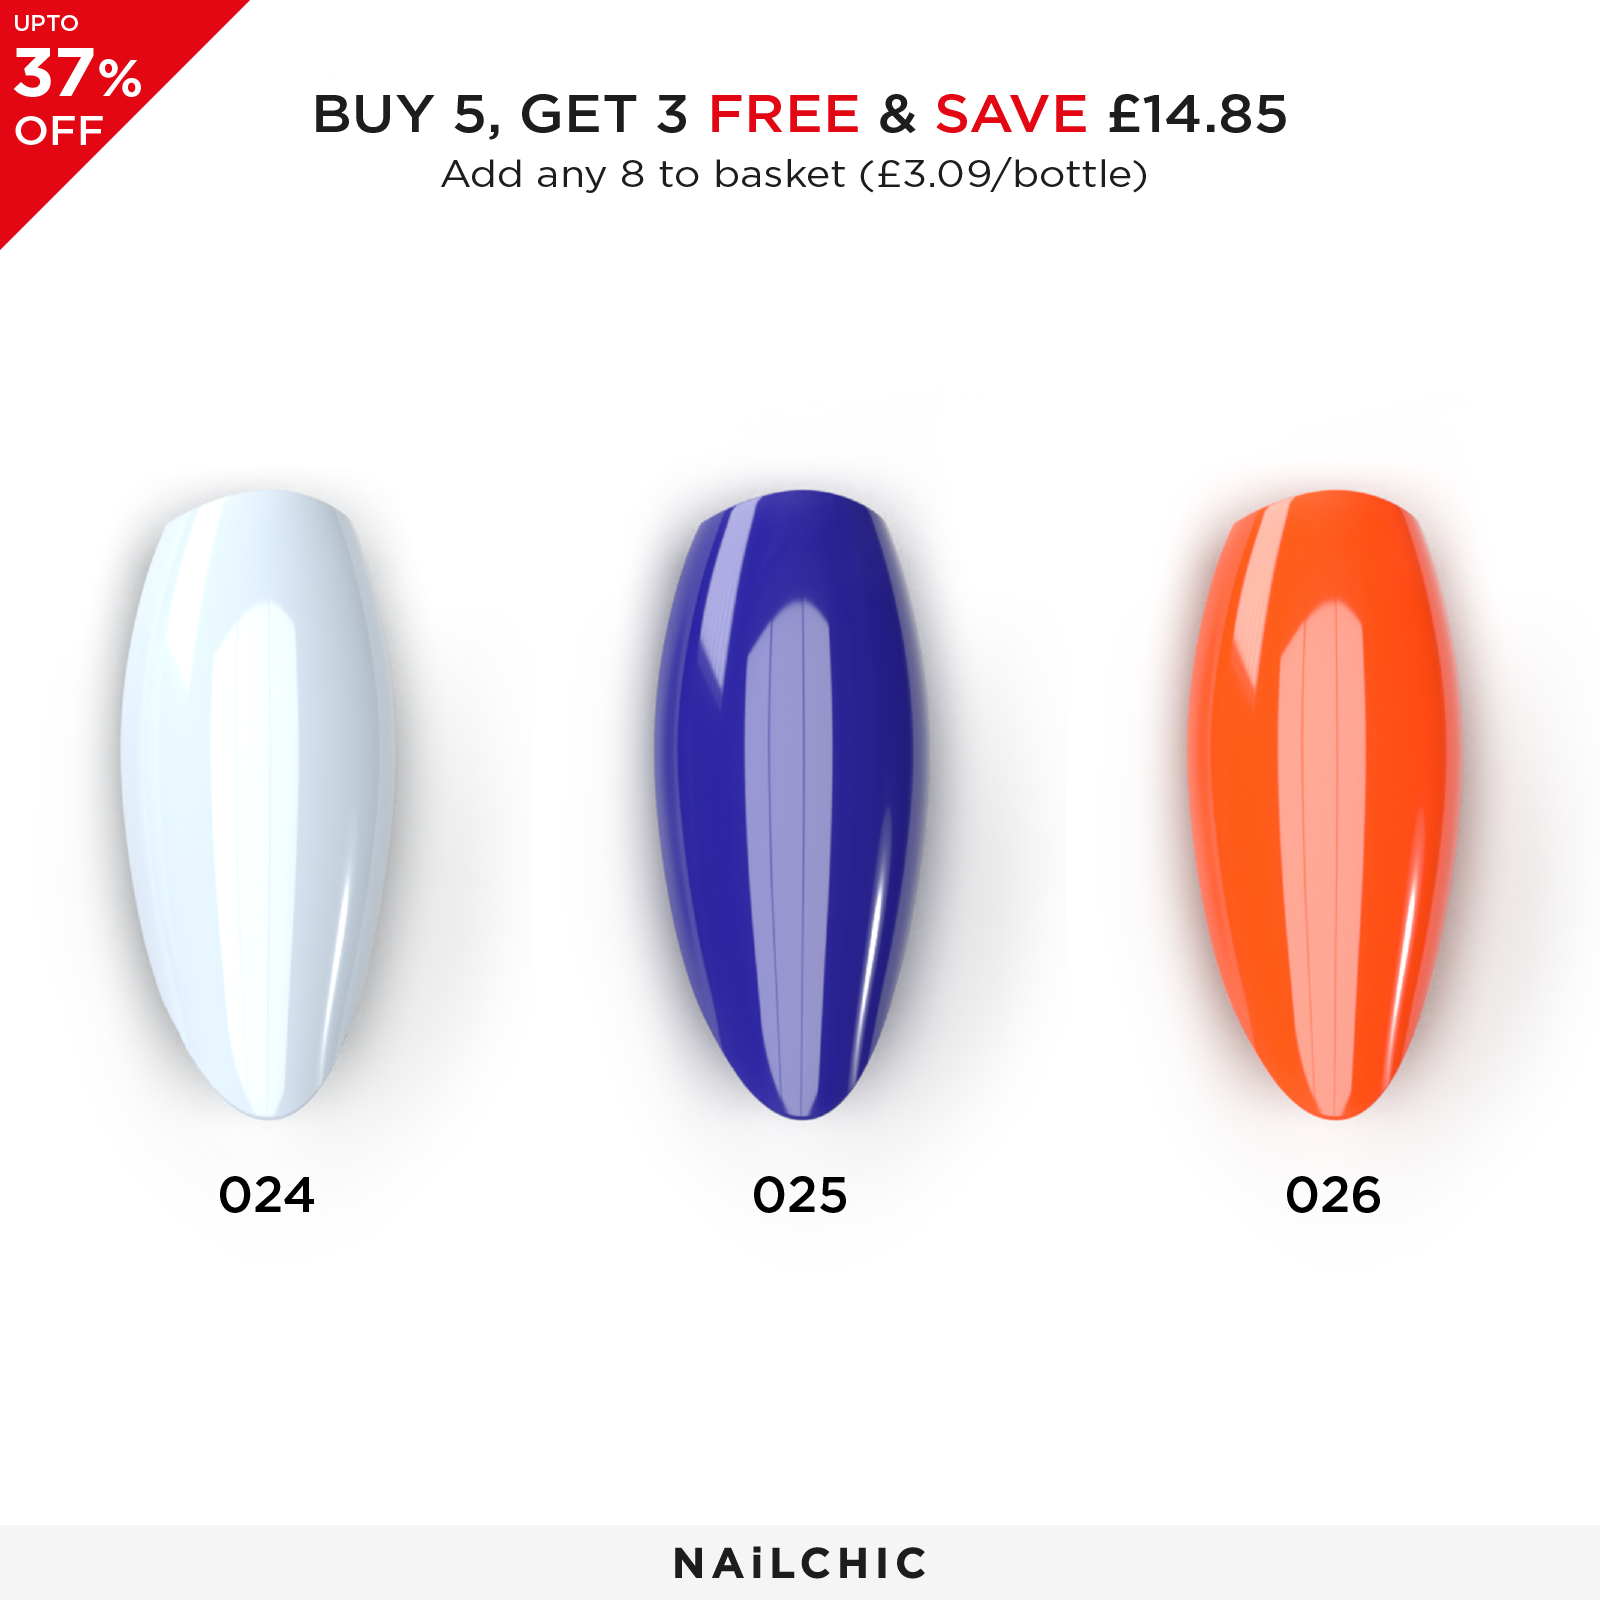 UPTO
37%
OFF
BUY 5, GET 3 FREE & SAVE £14.85
Add any 8 to basket (£3.09/bottle)
024
025
026
NAiLCHIC